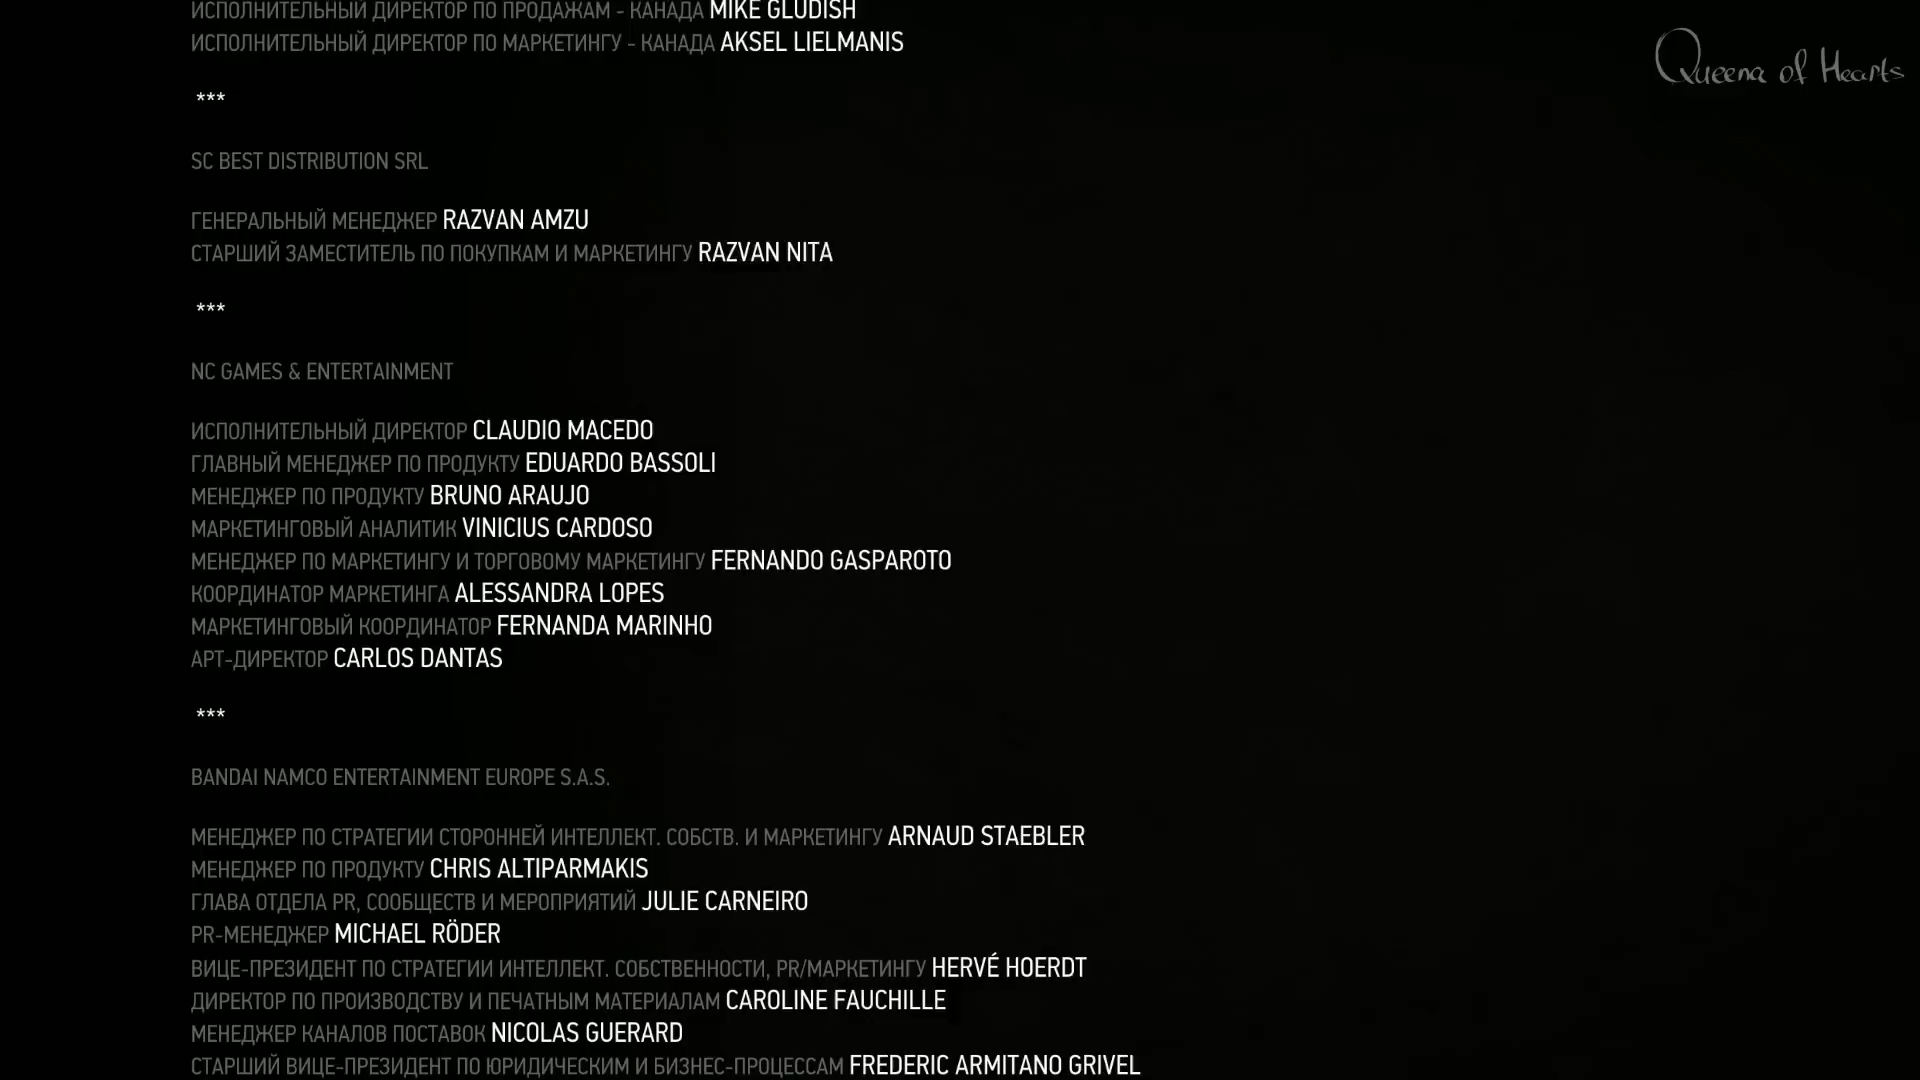 ИСПОЛНИТЕЛЬНЫЙ ДИРЕКТОР ПО ПРОДАЖАМ - КАНАДА MIKE GLUDISH
ИСПОЛНИТЕЛЬНЫЙ ДИРЕКТОР ПО МАРКЕТИНГУ - КАНАДА AKSEL LIELMANIS
Queena of Hearts
***
SC BEST DISTRIBUTION SRL
ГЕНЕРАЛЬНЫЙ МЕНЕДЖЕР RAZVAN AMZU
СТАРШИЙ ЗАМЕСТИТЕЛЬ ПО ПОКУПКАМ И МАРКЕТИНГУ RAZVAN NITA
***
NC GAMES & ENTERTAINMENT
ИСПОЛНИТЕЛЬНЫЙ ДИРЕКТОР CLAUDIO MACEDO
ГЛАВНЫЙ МЕНЕДЖЕР ПО ПРОДУКТУ EDUARDO BASSOLI
МЕНЕДЖЕР ПО ПРОДУКТУ BRUNO ARAUJO
МАРКЕТИНГОВЫЙ АНАЛИТИК VINICIUS CARDOSO
МЕНЕДЖЕР ПО МАРКЕТИНГУ И ТОРГОВОМУ МАРКЕТИНГУ FERNANDO GASPAROTO
КООРДИНАТОР МАРКЕТИНГА ALESSANDRA LOPES
МАРКЕТИНГОВЫЙ КООРДИНАТОР FERNANDA MARINHO
АРТ-ДИРЕКТОР CARLOS DANTAS
***
BANDAI NAMCO ENTERTAINMENT EUROPE S.A.S.
МЕНЕДЖЕР ПО СТРАТЕГИИ СТОРОННЕЙ ИНТЕЛЛЕКТ. СОБСТВ. И МАРКЕТИНГУ ARNAUD STAEBLER
МЕНЕДЖЕР ПО ПРОДУКТУ CHRIS ALTIPARMAKIS
ГЛАВА ОТДЕЛА PR, СООБЩЕСТВ И МЕРОПРИЯТИЙ JULIE CARNEIRO
PR-МЕНЕДЖЕР MICHAEL RÖDER
ВИЦЕ-ПРЕЗИДЕНТ ПО СТРАТЕГИИ ИНТЕЛЛЕКТ. СОБСТВЕННОСТИ, PR/МАРКЕТИНГУ HERVÉ HOERDT
ДИРЕКТОР ПО ПРОИЗВОДСТВУ И ПЕЧАТНЫМ МАТЕРИАЛАМ CAROLINE FAUCHILLE
МЕНЕДЖЕР КАНАЛОВ ПОСТАВОК NICOLAS GUERARD
СТАРШИЙ ВИЦЕ-ПРЕЗИДЕНТ ПО ЮРИДИЧЕСКИМ И БИЗНЕС-ПРОЦЕССАМ FREDERIC ARMITANO GRIVEL